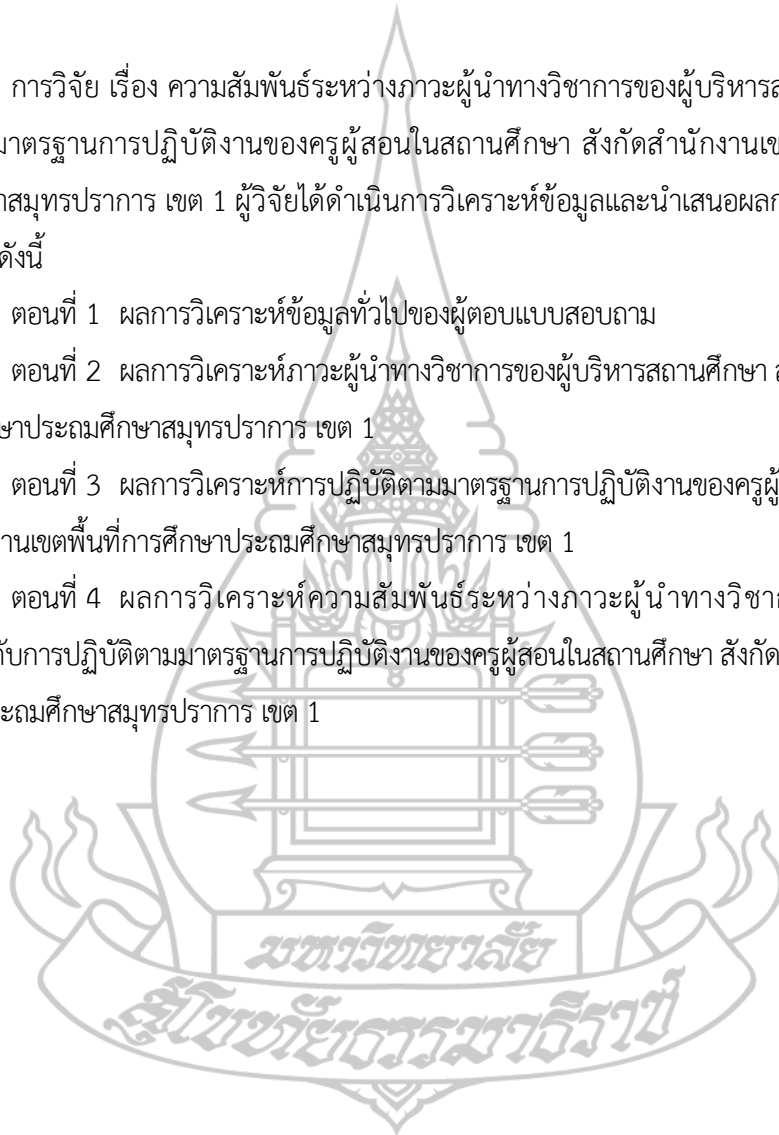 การวิจัย เรื่อง ความสัมพันธ์ระหว่างภาวะผู้นำทางวิชาการของผู้บริหารส
มาตรฐานการปฏิบัติงานของครูผู้สอนในสถานศึกษา สังกัดสำนักงานเข
าสมุทรปราการ เขต 1 ผู้วิจัยได้ดำเนินการวิเคราะห์ข้อมูลและนำเสนอผลก
ดังนี้
ตอนที่ 1 ผลการวิเคราะห์ข้อมูลทั่วไปของผู้ตอบแบบสอบถาม
ตอนที่ 2 ผลการวิเคราะห์ภาวะผู้นำทางวิชาการของผู้บริหารสถานศึกษา ส
ษาประถมศึกษาสมุทรปราการ เขต 1
ตอนที่ 3 ผลการวิเคราะห์การปฏิบัติตามมาตรฐานการปฏิบัติงานของครูผู้
านเขตพื้นที่การศึกษาประถมศึกษาสมุทรปราการ เขต 1
ตอนที่ 4 ผลการวิเคราะห์ความสัมพันธ์ระหว่างภาวะผู้นำทางวิชาก
กับการปฏิบัติตามมาตรฐานการปฏิบัติงานของครูผู้สอนในสถานศึกษา สังกัด
ะถมศึกษาสมุทรปราการ เขต 1
มหาวิทยาลัย
สุโขทัยธรรมาธิราช